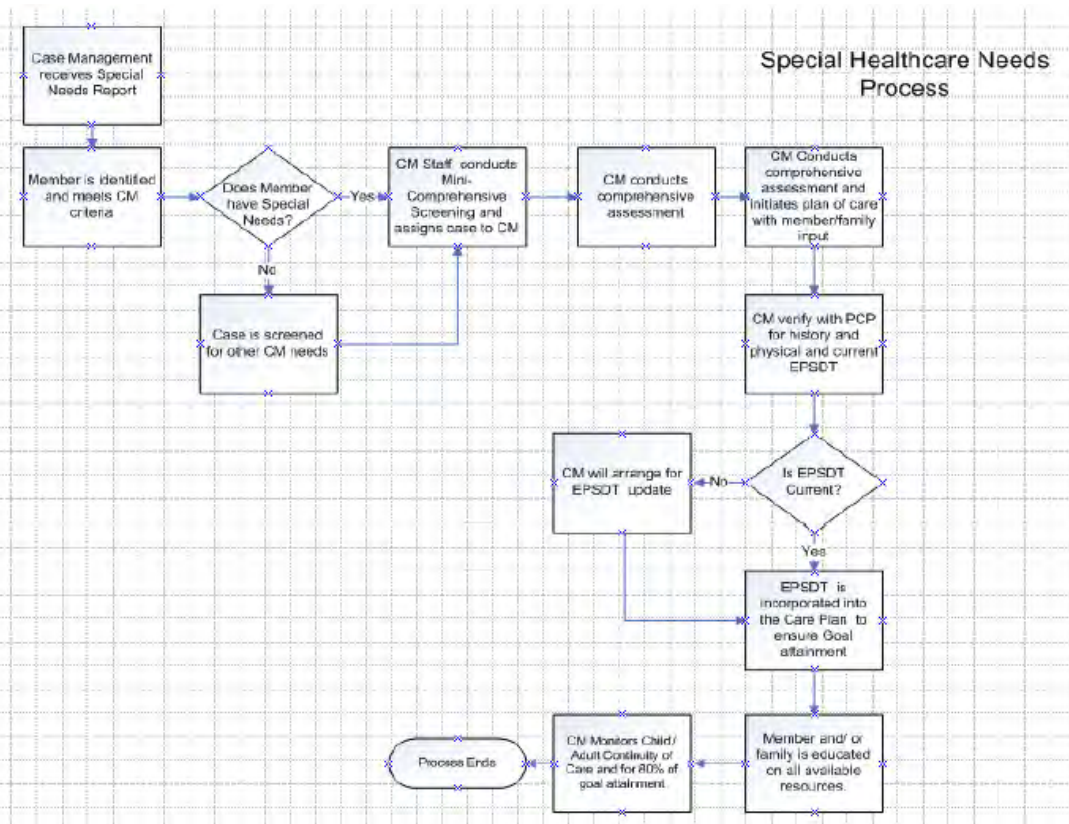 Special Healthcare Needs
Process
Case Management
receives Special
Needs Report
Member is identified
and meets CM
criteria
Does Member
have Special
Needs?
Yes
No
Case is screened
for other CM needs
CM Staff conducts
Mini-
Comprehensive
Screening and
assigns case to CM
CM conducts
comprehensive
assessment
CM Conducts
comprehensive
assessment and
initiates plan of care
with member/family
input
CM verify with PCP
for history and
physical and current
EPSDT
Is EPSDT
Current?
No
CM will arrange for
EPSDT update
Yes
EPSDT is
incorporated into
the Care Plan to
ensure Goal
attainment
Member and/ or
family is educated
on all available
resources.
CM Monitors Child/
Adult Continuity of
Care and for 80% of
goal attainment
Process Ends